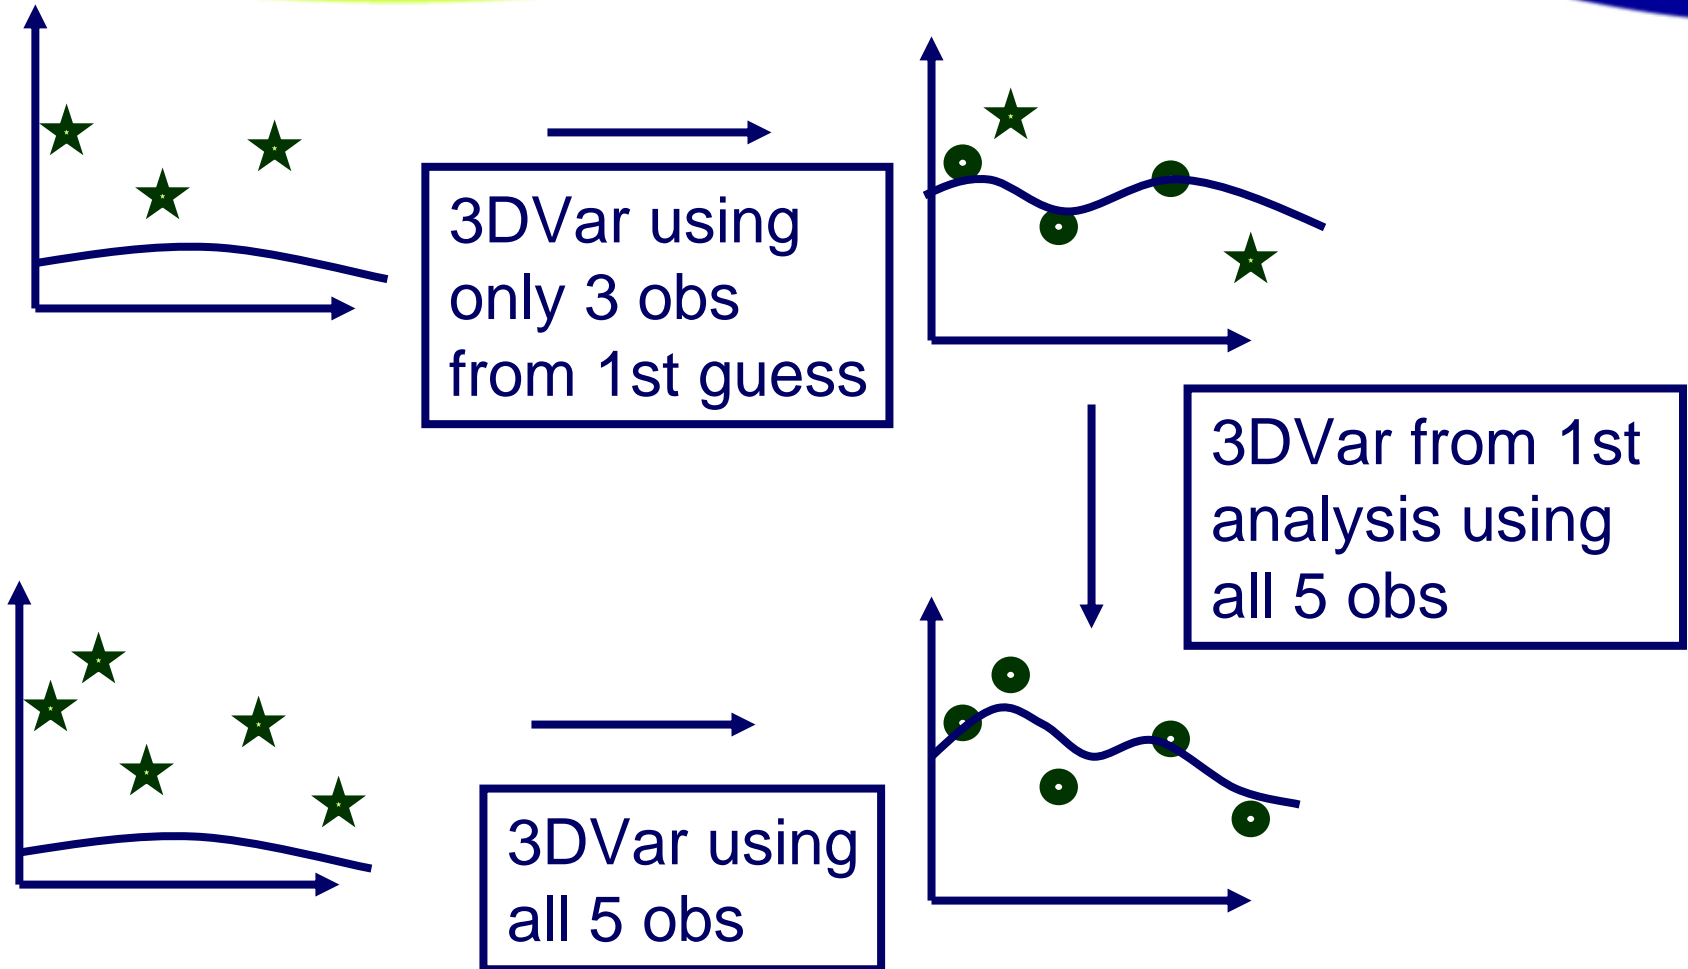 3DVar using
only 3 obs
from 1st guess
3DVar from 1st
analysis using
all 5 obs
3DVar using
all 5 obs